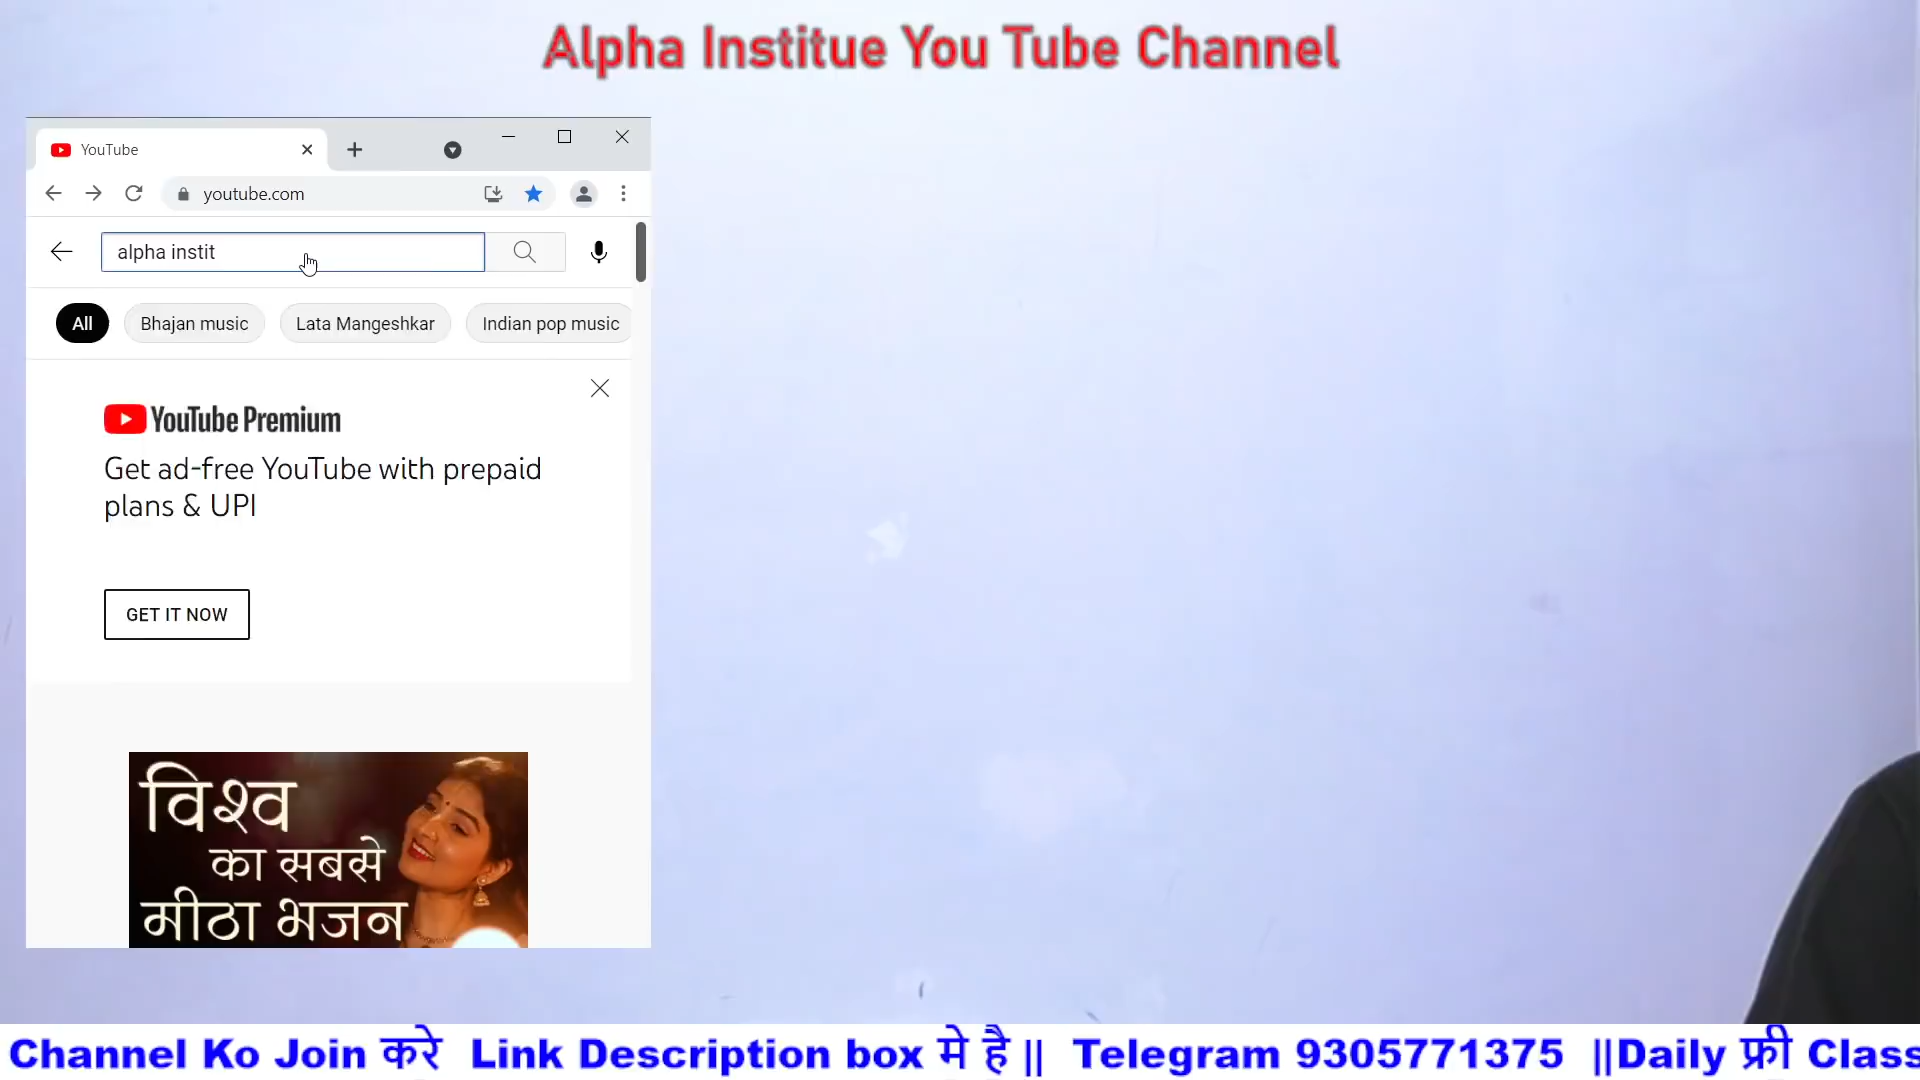 Alpha Institue You Tube Channel
YouTube
youtube.com
alpha instit
All Bhajan music Lata Mangeshkar Indian pop music
YouTube Premium
Get ad-free YouTube with prepaid
plans & UPI
GET IT NOW
विश्व
का सबसे
मीठा भजन
Channel Ko Join करे Link Description box मे है || Telegram 9305771375 ||Daily फ्री Class